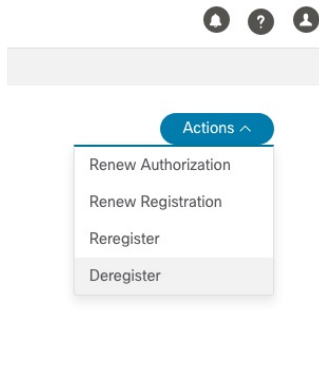 ?
Actions
Renew Authorization
Renew Registration
Reregister
Deregister